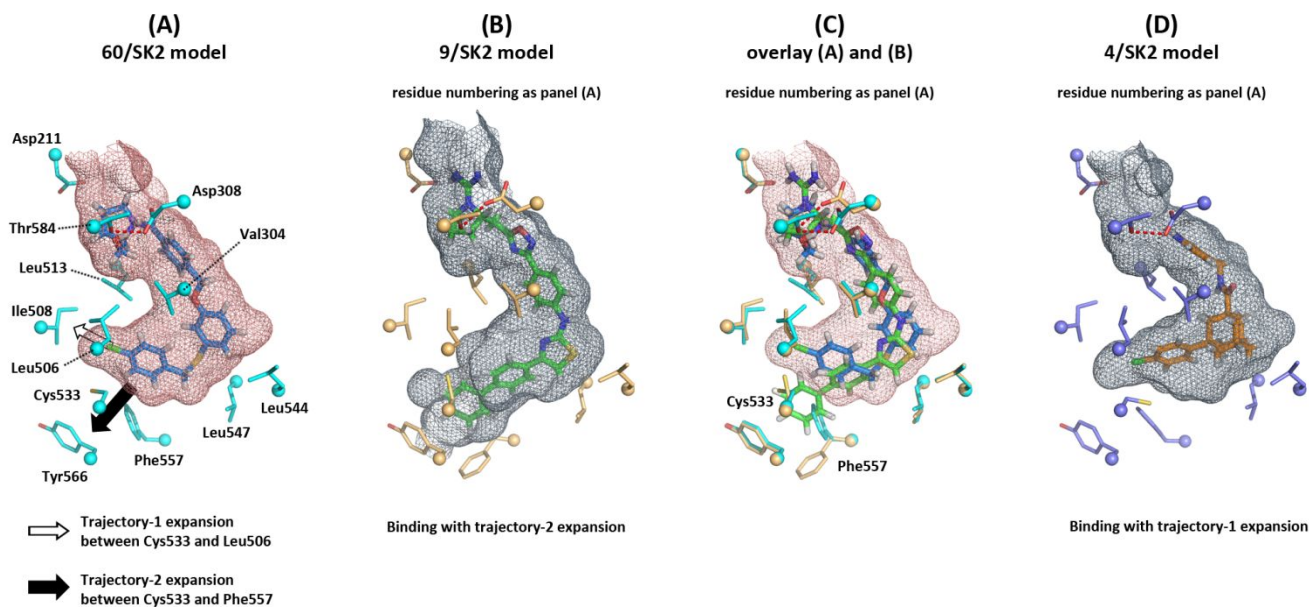 (A)
60/SK2 model
Asp211
Asp308
Thr584
Val304
Leu513
Ile508
Leu506
Cys533
Leu544
Leu547
Phe557
Tyr566
Trajectory-1 expansion
between Cys533 and Leu506
Trajectory-2 expansion
between Cys533 and Phe557
(B)
9/SK2 model
residue numbering as panel (A)
Binding with trajectory-2 expansion
(C)
overlay (A) and (B)
residue numbering as panel (A)
Cys533
Phe557
(D)
4/SK2 model
residue numbering as panel (A)
Binding with trajectory-1 expansion